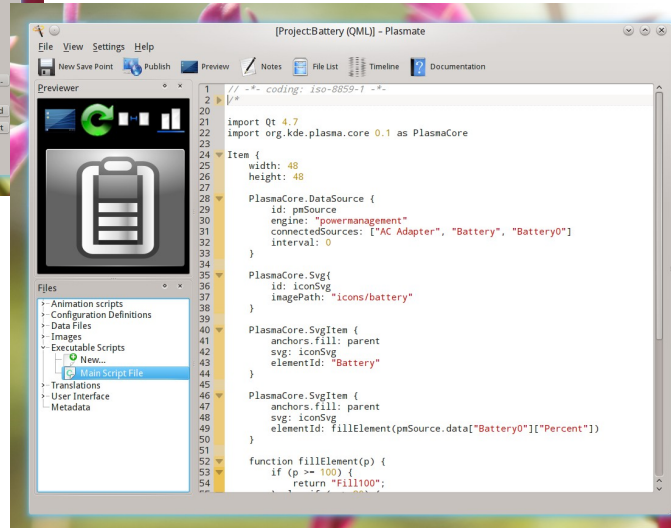 [Project:Battery (QML)] – Plasmate
File View Settings Help
New Save Point Publish Preview Notes File List Timeline Documentation
Previewer
Files
Animation scripts
Configuration Definitions
Data Files
Images
Executable Scripts
New...
Main Script File
Translations
User Interface
Metadata
1 // -*- coding: iso-8859-1 -*-
2 /*
20
21 import Qt 4.7
22 import org.kde.plasma.core 0.1 as PlasmaCore
23
24 Item {
25 width: 48
26 height: 48
27
28 PlasmaCore.DataSource {
29 id: pmSource
30 engine: "powermanagement"
31 connectedSources: ["AC Adapter", "Battery", "Battery0"]
32 interval: 0
33 }
34
35 PlasmaCore.Svg{
36 id: iconSvg
37 imagePath: "icons/battery"
38 }
39
40 PlasmaCore.SvgItem {
41 anchors.fill: parent
42 svg: iconSvg
43 elementId: "Battery"
44 }
45
46 PlasmaCore.SvgItem {
47 anchors.fill: parent
48 svg: iconSvg
49 elementId: fillElement(pmSource.data["Battery0"]["Percent"])
50 }
51
52 function fillElement(p) {
53 if (p >= 100) {
54 return "Fill100";